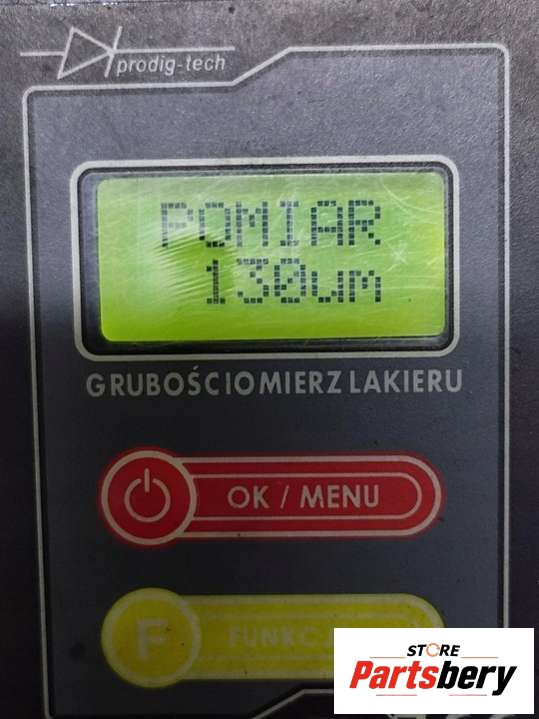 prodig-tech
POMIAR
130um
GRUBOŚCIOMIERZ LAKIERU
OK / MENU
F
STORE
Partsbery